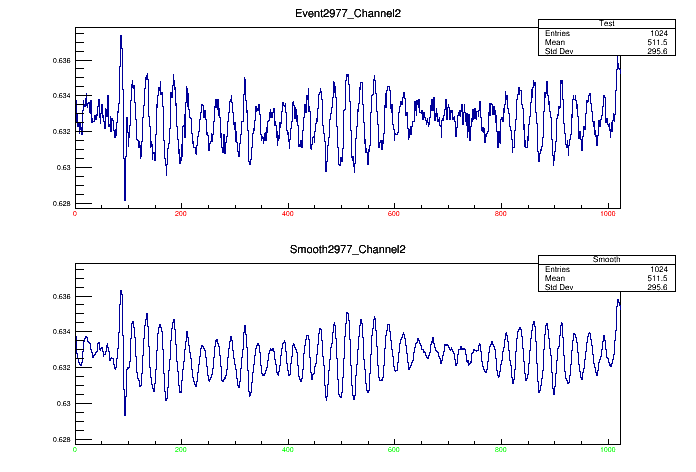 Event2977_Channel2
Test
Entries 1024
Mean 511.5
Std Dev 295.6
0.636
0.634
0.632
0.63
0.628
0 200 400 600 800 1000
Smooth2977_Channel2
Smooth
Entries 1024
Mean 511.5
Std Dev 295.6
0.636
0.634
0.632
0.63
0.628
0 200 400 600 800 1000